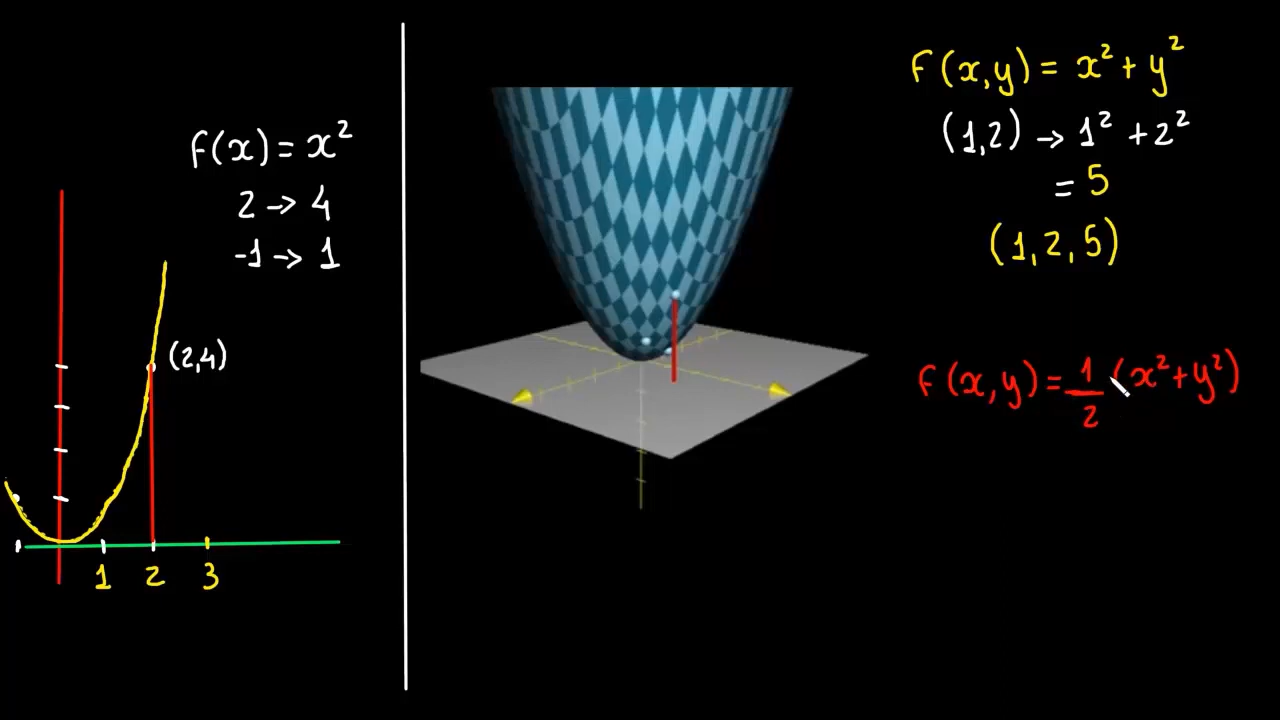 f(x) = x²
2 → 4
-1 → 1
(2,4)
1 2 3
f(x,y) = x² + y²
(1,2) → 1² + 2²
= 5
(1, 2, 5)
f(x,y) = 1/2 (x² + y²)